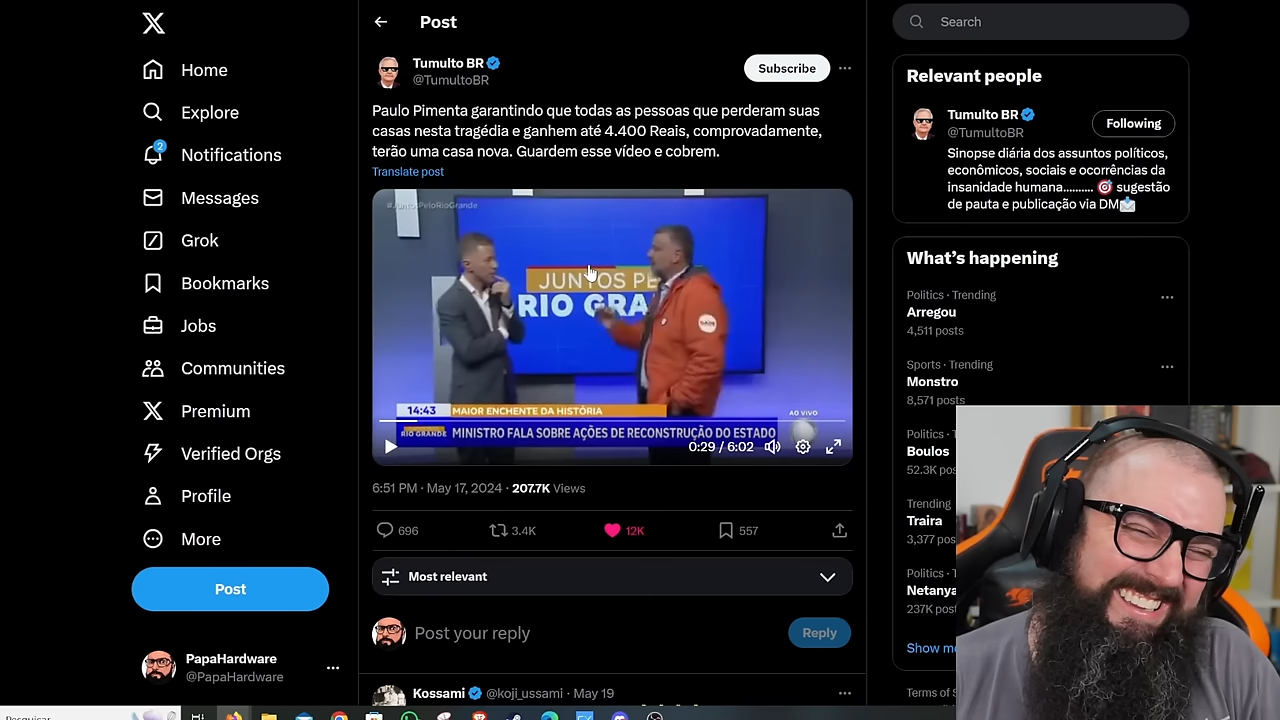 Home
Explore
2
Notifications
Messages
Grok
Bookmarks
Jobs
Communities
Premium
Verified Orgs
Profile
More
Post
PapaHardware
@PapaHardware
Post
Tumulto BR
@TumultoBR
Subscribe
Paulo Pimenta garantindo que todas as pessoas que perderam suas
casas nesta tragédia e ganhem até 4.400 Reais, comprovadamente,
terão uma casa nova. Guardem esse vídeo e cobrem.
Translate post
#JuntosPeloRioGrande
JUNTOS PE
RIO GRA
14:43 MAIOR ENCHENTE DA HISTÓRIA
AO VIVO
RIO GRANDE MINISTRO FALA SOBRE AÇÕES DE RECONSTRUÇÃO DO ESTADO
0:29 / 6:02
6:51 PM · May 17, 2024 · 207.7K Views
696 3.4K 12K 557
Most relevant
Post your reply
Reply
Kossami @koji_ussami · May 19
Search
Relevant people
Tumulto BR
@TumultoBR
Following
Sinopse diária dos assuntos políticos,
econômicos, sociais e ocorrências da
insanidade humana.......... 🎯 sugestão
de pauta e publicação via DM📩
What's happening
Politics · Trending
Arregou
4,511 posts
Sports · Trending
Monstro
8,571 posts
Politics · T
Boulos
52.3K pos
Trending
Traira
3,377 pos
Politics · T
Netanya
237K post
Show mo
Terms of S
Pesquisar